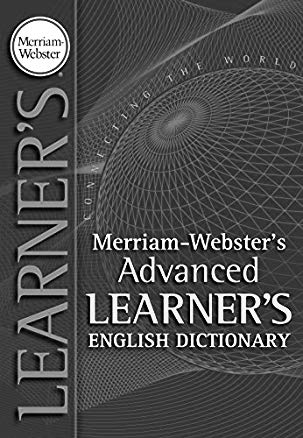 Merriam-
Webster
®
LEARNER'S
CONNECTING THE WORLD
Merriam-Webster's
Advanced
LEARNER'S
ENGLISH DICTIONARY